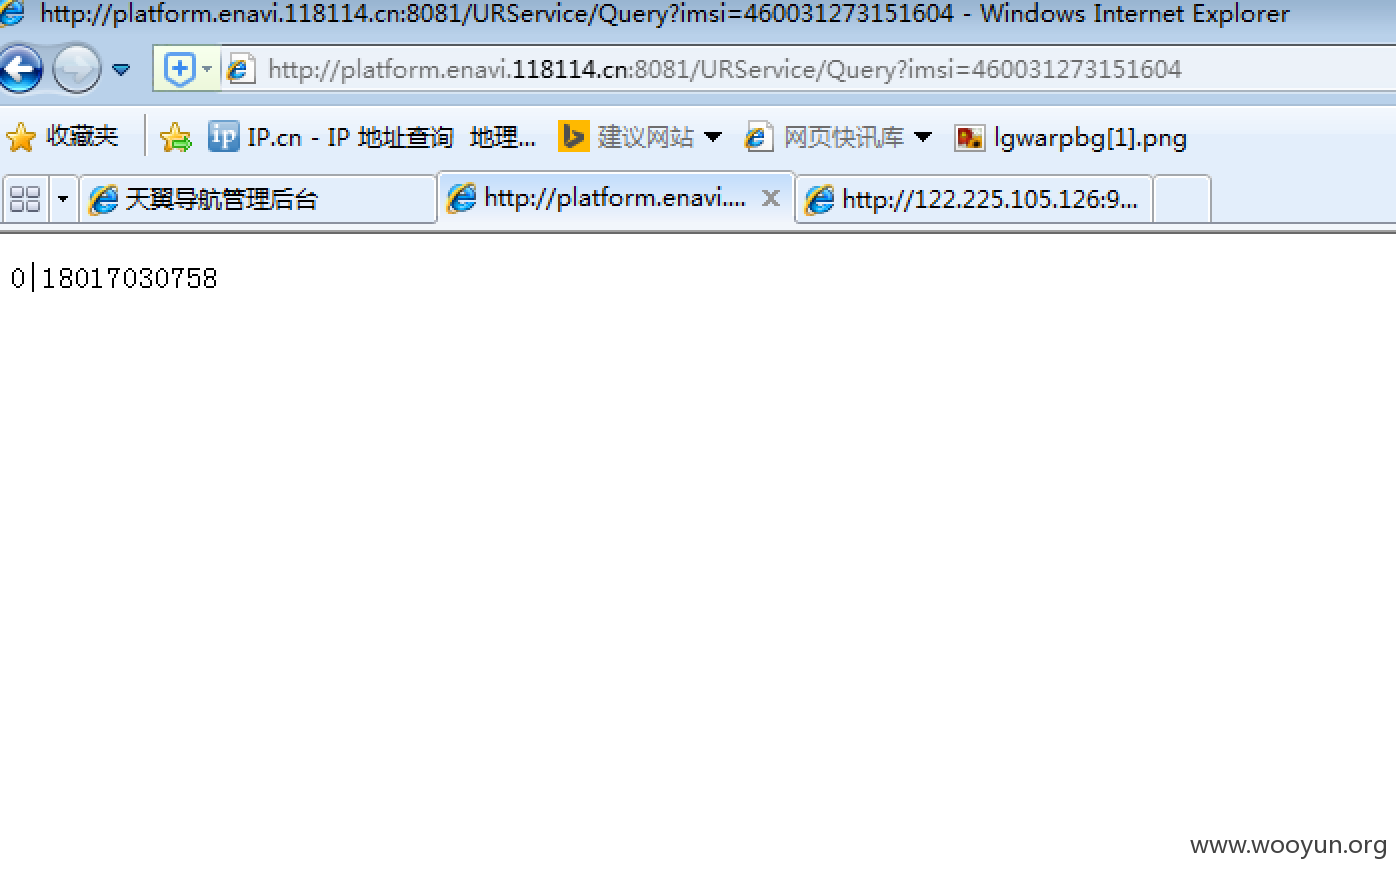 http://platform.enavi.118114.cn:8081/URService/Query?imsi=460031273151604 - Windows Internet Explorer
http://platform.enavi.118114.cn:8081/URService/Query?imsi=460031273151604
收藏夹 ip IP.cn - IP 地址查询 地理... 建议网站 网页快讯库 lgwarpbg[1].png
天翼导航管理后台 http://platform.enavi.... http://122.225.105.126:9...
0|18017030758
www.wooyun.org